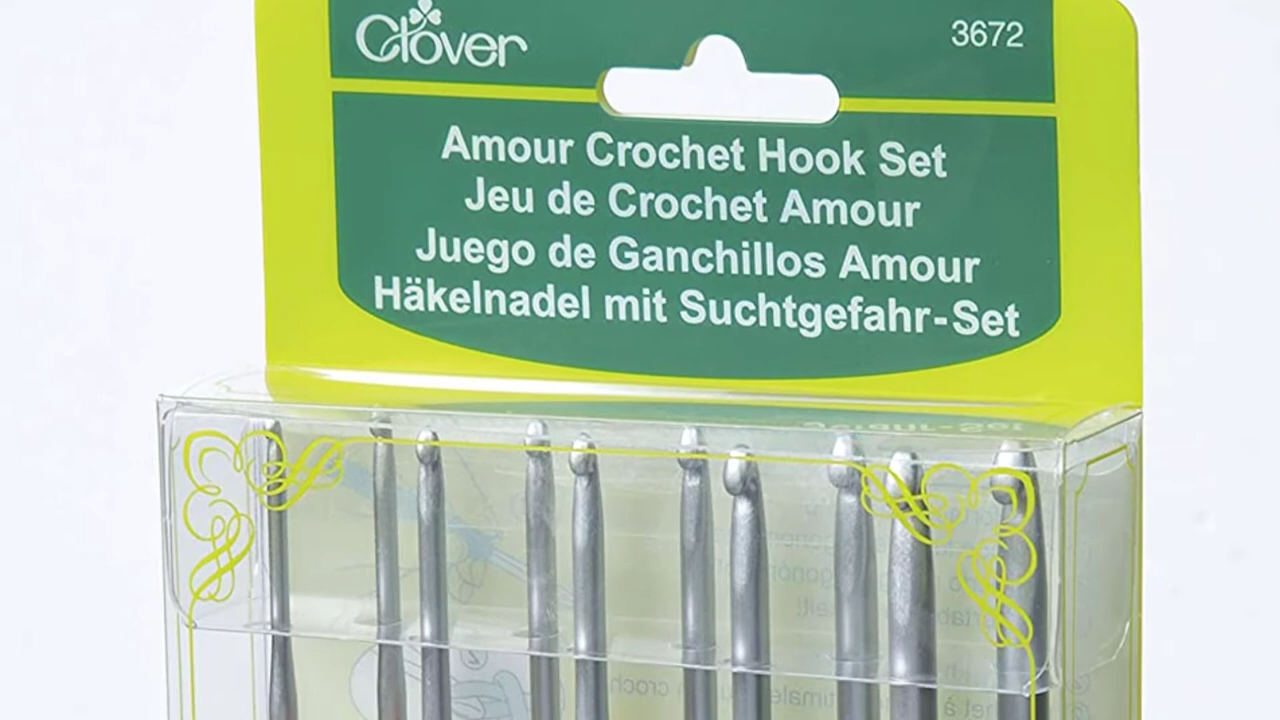 Clover
3672
Amour Crochet Hook Set
Jeu de Crochet Amour
Juego de Ganchillos Amour
Häkelnadel mit Suchtgefahr-Set